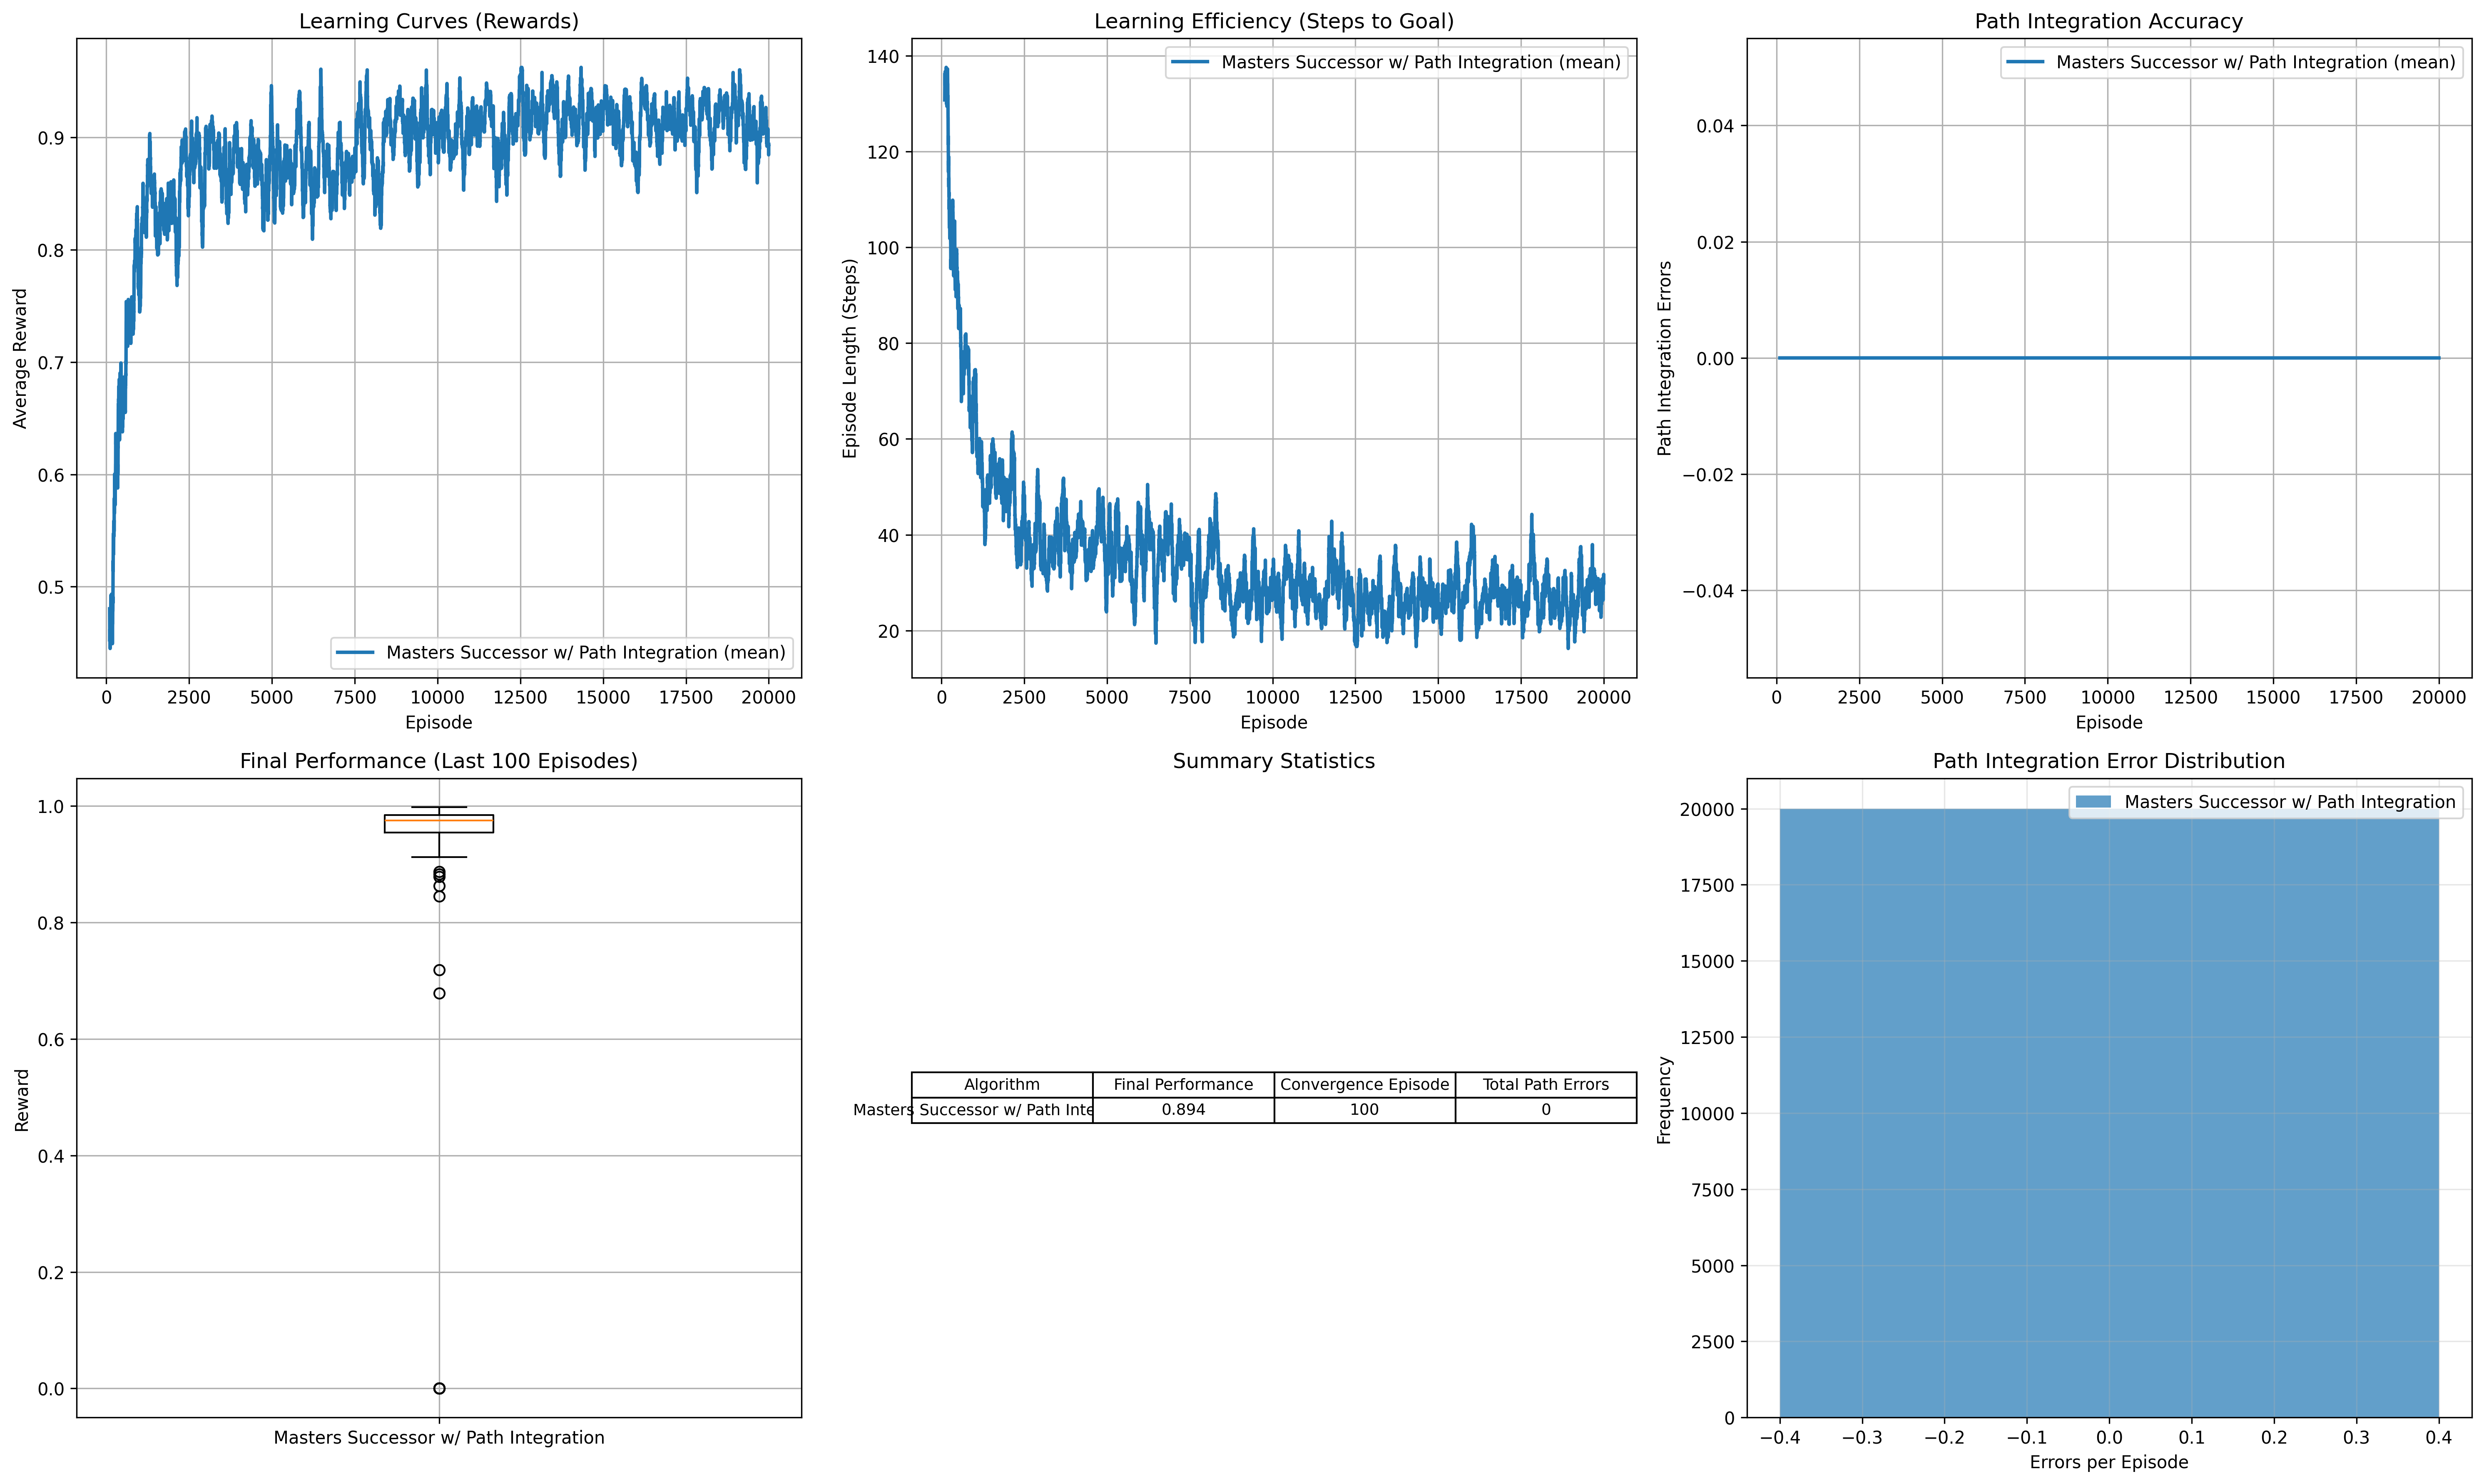 Learning Curves (Rewards)
Average Reward
0.9
0.8
0.7
0.6
0.5
Masters Successor w/ Path Integration (mean)
0 2500 5000 7500 10000 12500 15000 17500 20000
Episode
Learning Efficiency (Steps to Goal)
Episode Length (Steps)
140
120
100
80
60
40
20
Masters Successor w/ Path Integration (mean)
0 2500 5000 7500 10000 12500 15000 17500 20000
Episode
Path Integration Accuracy
Path Integration Errors
Masters Successor w/ Path Integration (mean)
0.04
0.02
0.00
−0.02
−0.04
0 2500 5000 7500 10000 12500 15000 17500 20000
Episode
Final Performance (Last 100 Episodes)
Reward
1.0
0.8
0.6
0.4
0.2
0.0
Masters Successor w/ Path Integration
Summary Statistics
Algorithm Final Performance Convergence Episode Total Path Errors
Masters Successor w/ Path Inte 0.894 100 0
Path Integration Error Distribution
Frequency
Masters Successor w/ Path Integration
20000
17500
15000
12500
10000
7500
5000
2500
0
−0.4 −0.3 −0.2 −0.1 0.0 0.1 0.2 0.3 0.4
Errors per Episode